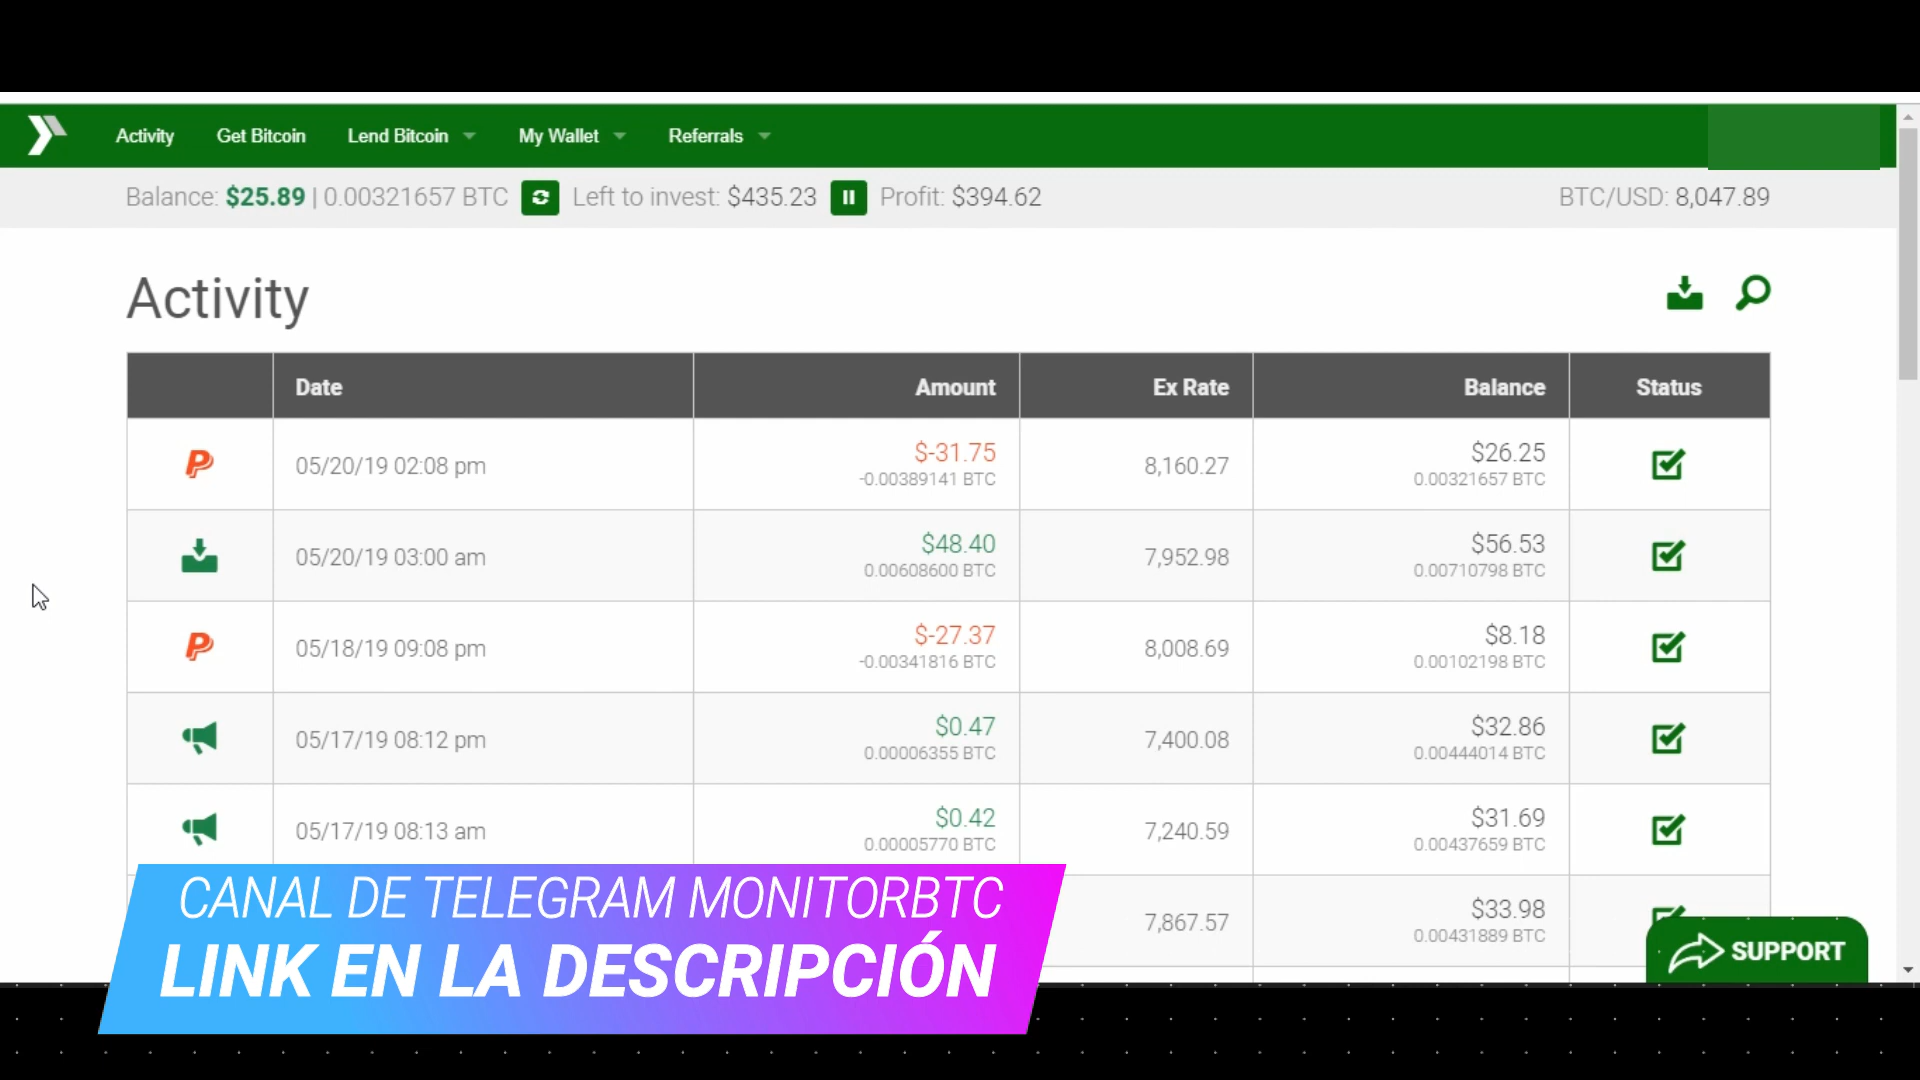 Activity Get Bitcoin Lend Bitcoin My Wallet Referrals
Balance: $25.89 | 0.00321657 BTC Left to invest: $435.23 Profit: $394.62 BTC/USD: 8,047.89
Activity
Date Amount Ex Rate Balance Status
05/20/19 02:08 pm $-31.75 8,160.27 $26.25
-0.00389141 BTC 0.00321657 BTC
05/20/19 03:00 am $48.40 7,952.98 $56.53
0.00608600 BTC 0.00710798 BTC
05/18/19 09:08 pm $-27.37 8,008.69 $8.18
-0.00341816 BTC 0.00102198 BTC
05/17/19 08:12 pm $0.47 7,400.08 $32.86
0.00006355 BTC 0.00444014 BTC
05/17/19 08:13 am $0.42 7,240.59 $31.69
0.00005770 BTC 0.00437659 BTC
7,867.57 $33.98
0.00431889 BTC
CANAL DE TELEGRAM MONITORBTC
LINK EN LA DESCRIPCIÓN
SUPPORT